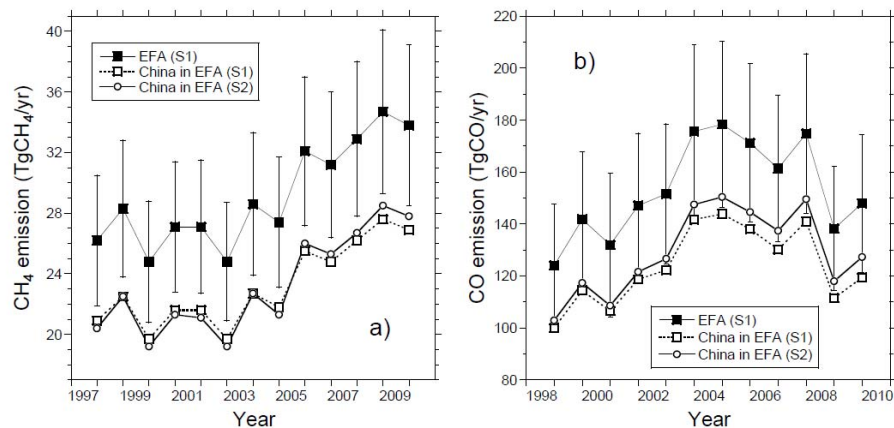 40
36
32
28
24
20
CH₄ emission (TgCH₄/yr)
EFA (S1)
China in EFA (S1)
China in EFA (S2)
a)
1997 1999 2001 2003 2005 2007 2009
Year
220
200
180
160
140
120
100
80
CO emission (TgCO/yr)
b)
EFA (S1)
China in EFA (S1)
China in EFA (S2)
1998 2000 2002 2004 2006 2008 2010
Year